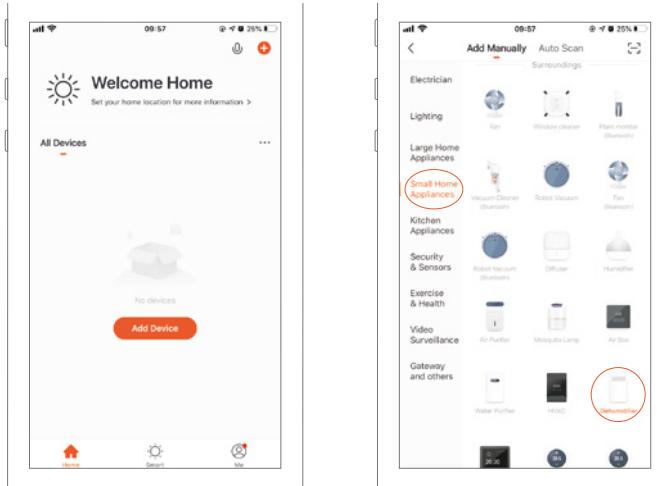 09:57
25%
Welcome Home
Set your home location for more information >
All Devices
No devices
Add Device
Home
Smart
Me
09:57
25%
Add Manually
Auto Scan
Surroundings
Electrician
Lighting
Large Home
Appliances
Small Home
Appliances
Kitchen
Appliances
Security
& Sensors
Exercise
& Health
Video
Surveillance
Gateway
and others
Fan
Window cleaner
Plant monitor
(Bluetooth)
Vacuum Cleaner
(Bluetooth)
Robot Vacuum
Fan
(Bluetooth)
Robot Vacuum
(Bluetooth)
Diffuser
Humidifier
Air Purifier
Mosquito Lamp
Air Box
Water Purifier
HVAC
Dehumidifier
20:30